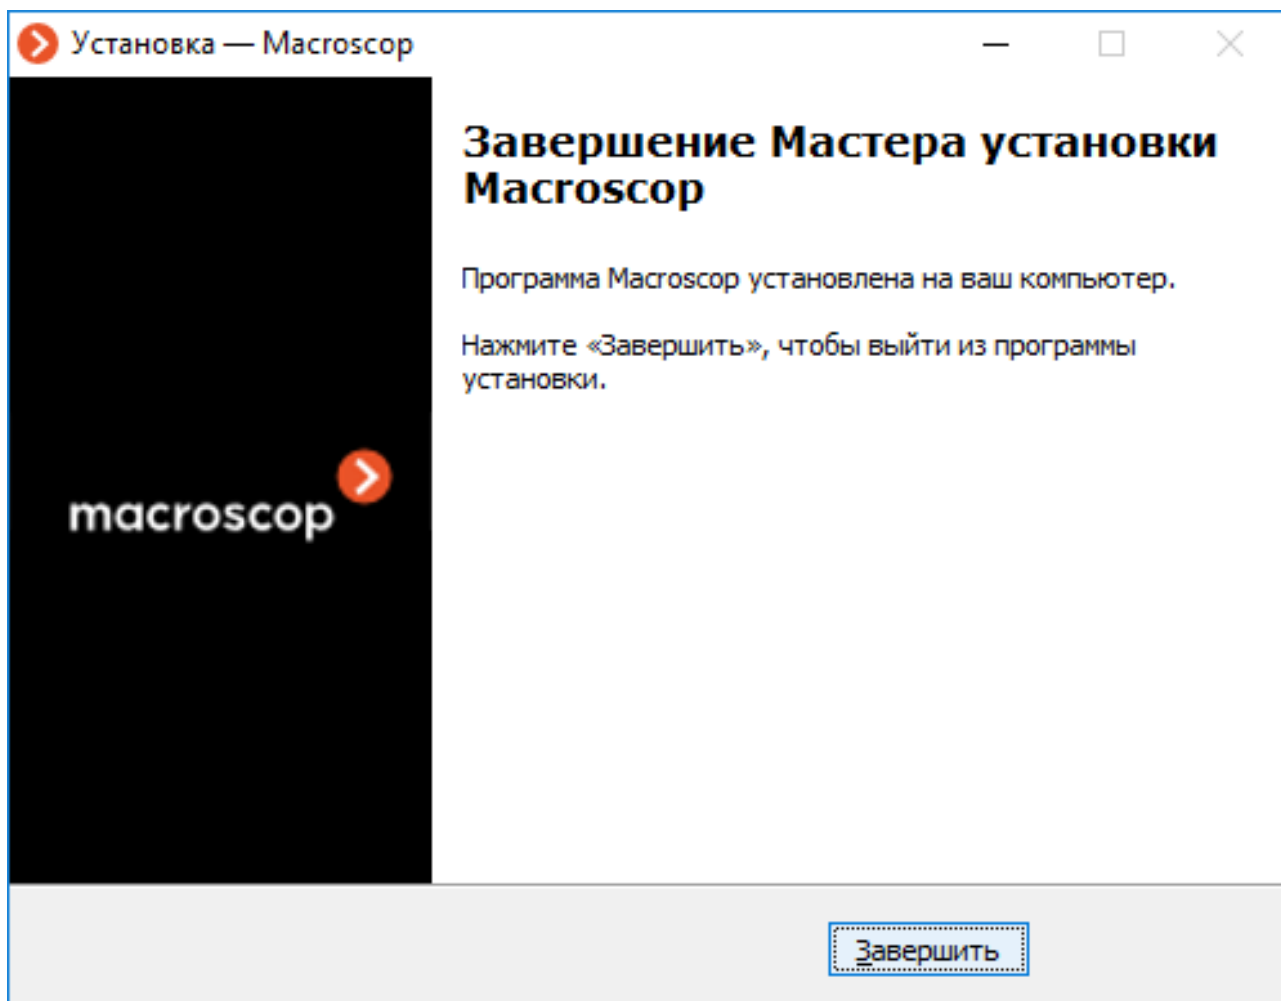 Установка — Macroscop
Завершение Мастера установки
Macroscop
Программа Macroscop установлена на ваш компьютер.
Нажмите «Завершить», чтобы выйти из программы
установки.
macroscop
Завершить